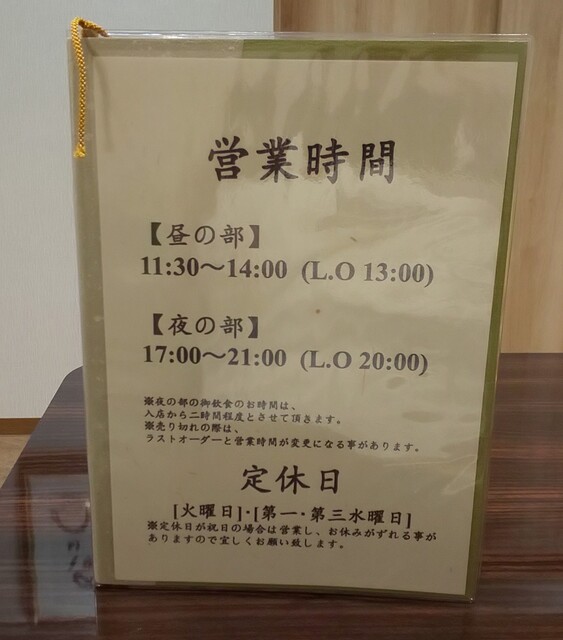 営業時間
【昼の部】
11:30～14:00 (L.O 13:00)
【夜の部】
17:00～21:00 (L.O 20:00)
※夜の部の御飲食のお時間は、
入店から二時間程度とさせて頂きます。
※売り切れの際は、
ラストオーダーと営業時間が変更になる事があります。
定休日
[火曜日]・[第一・第三水曜日]
※定休日が祝日の場合は営業し、お休みがずれる事が
ありますので宜しくお願い致します。